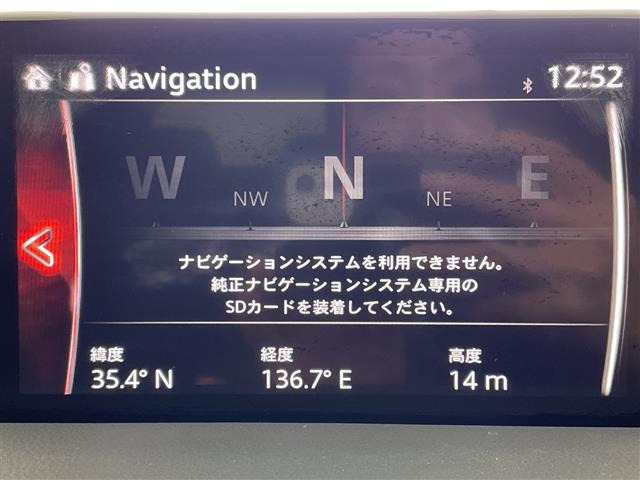 Navigation
12:52
W NW N NE E
ナビゲーションシステムを利用できません。
純正ナビゲーションシステム専用の
SDカードを装着してください。
緯度 経度 高度
35.4° N 136.7° E 14 m